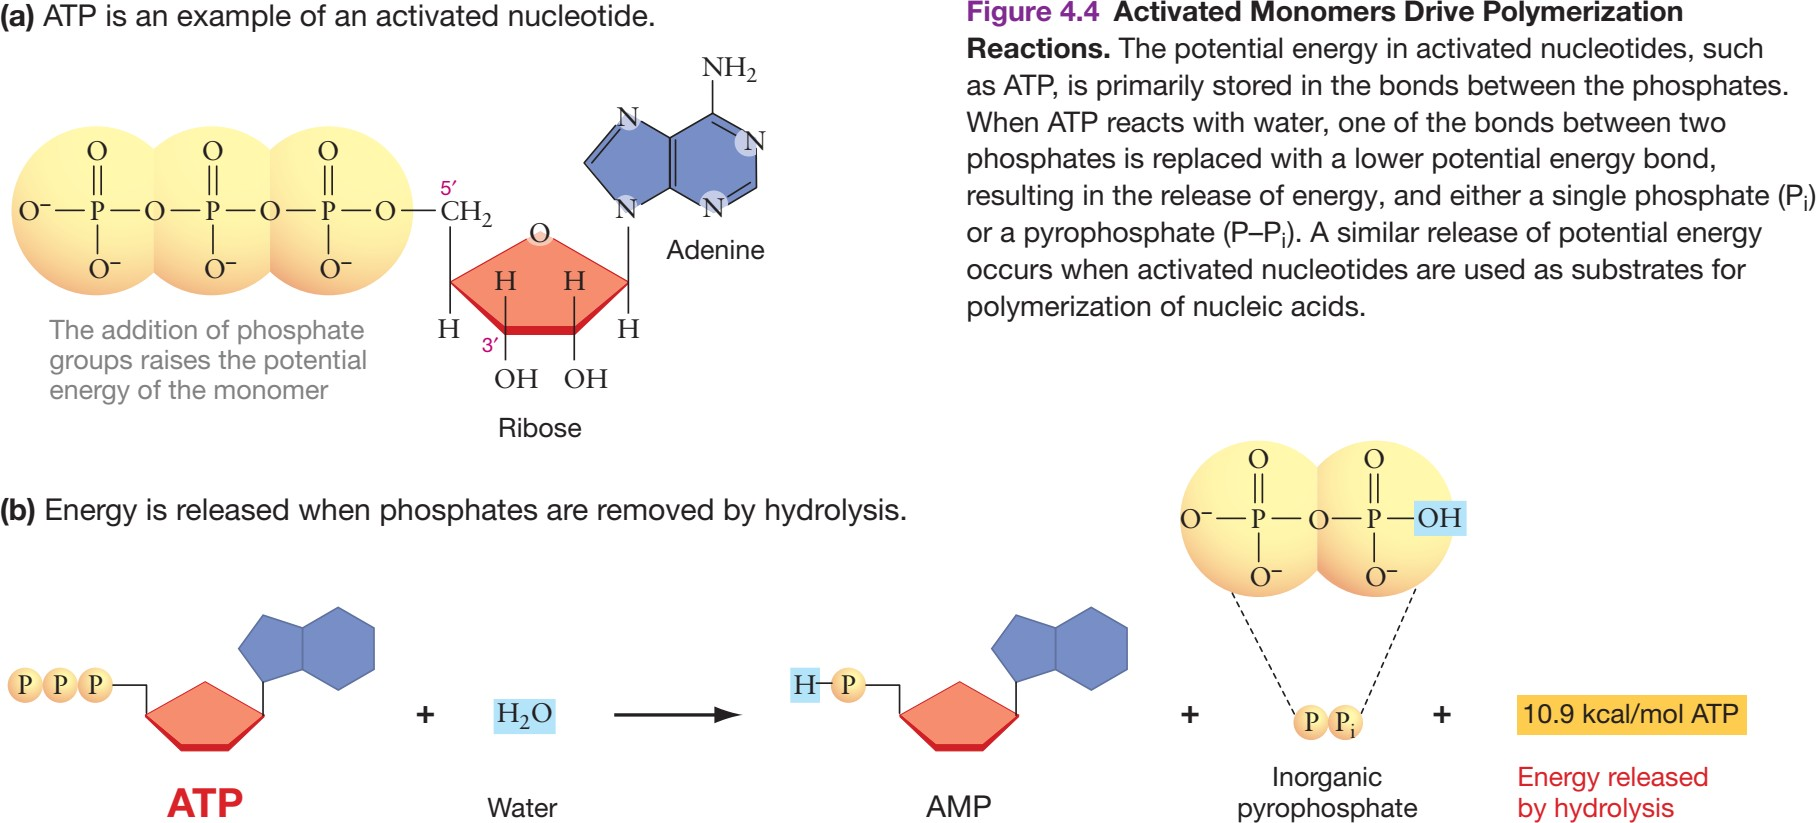 (a) ATP is an example of an activated nucleotide.
NH₂
N
N
N
N
Adenine
O
O
O
O⁻—P—O—P—O—P—O—CH₂
5′
O⁻
O⁻
O⁻
O
H
H
H
H
3′
OH
OH
Ribose
The addition of phosphate
groups raises the potential
energy of the monomer
Figure 4.4 Activated Monomers Drive Polymerization
Reactions. The potential energy in activated nucleotides, such
as ATP, is primarily stored in the bonds between the phosphates.
When ATP reacts with water, one of the bonds between two
phosphates is replaced with a lower potential energy bond,
resulting in the release of energy, and either a single phosphate (Pᵢ)
or a pyrophosphate (P–Pᵢ). A similar release of potential energy
occurs when activated nucleotides are used as substrates for
polymerization of nucleic acids.
(b) Energy is released when phosphates are removed by hydrolysis.
O
O
O⁻—P—O—P—OH
O⁻
O⁻
P P P
+
H₂O
H—P
+
P Pᵢ
+
10.9 kcal/mol ATP
ATP
Water
AMP
Inorganic
pyrophosphate
Energy released
by hydrolysis